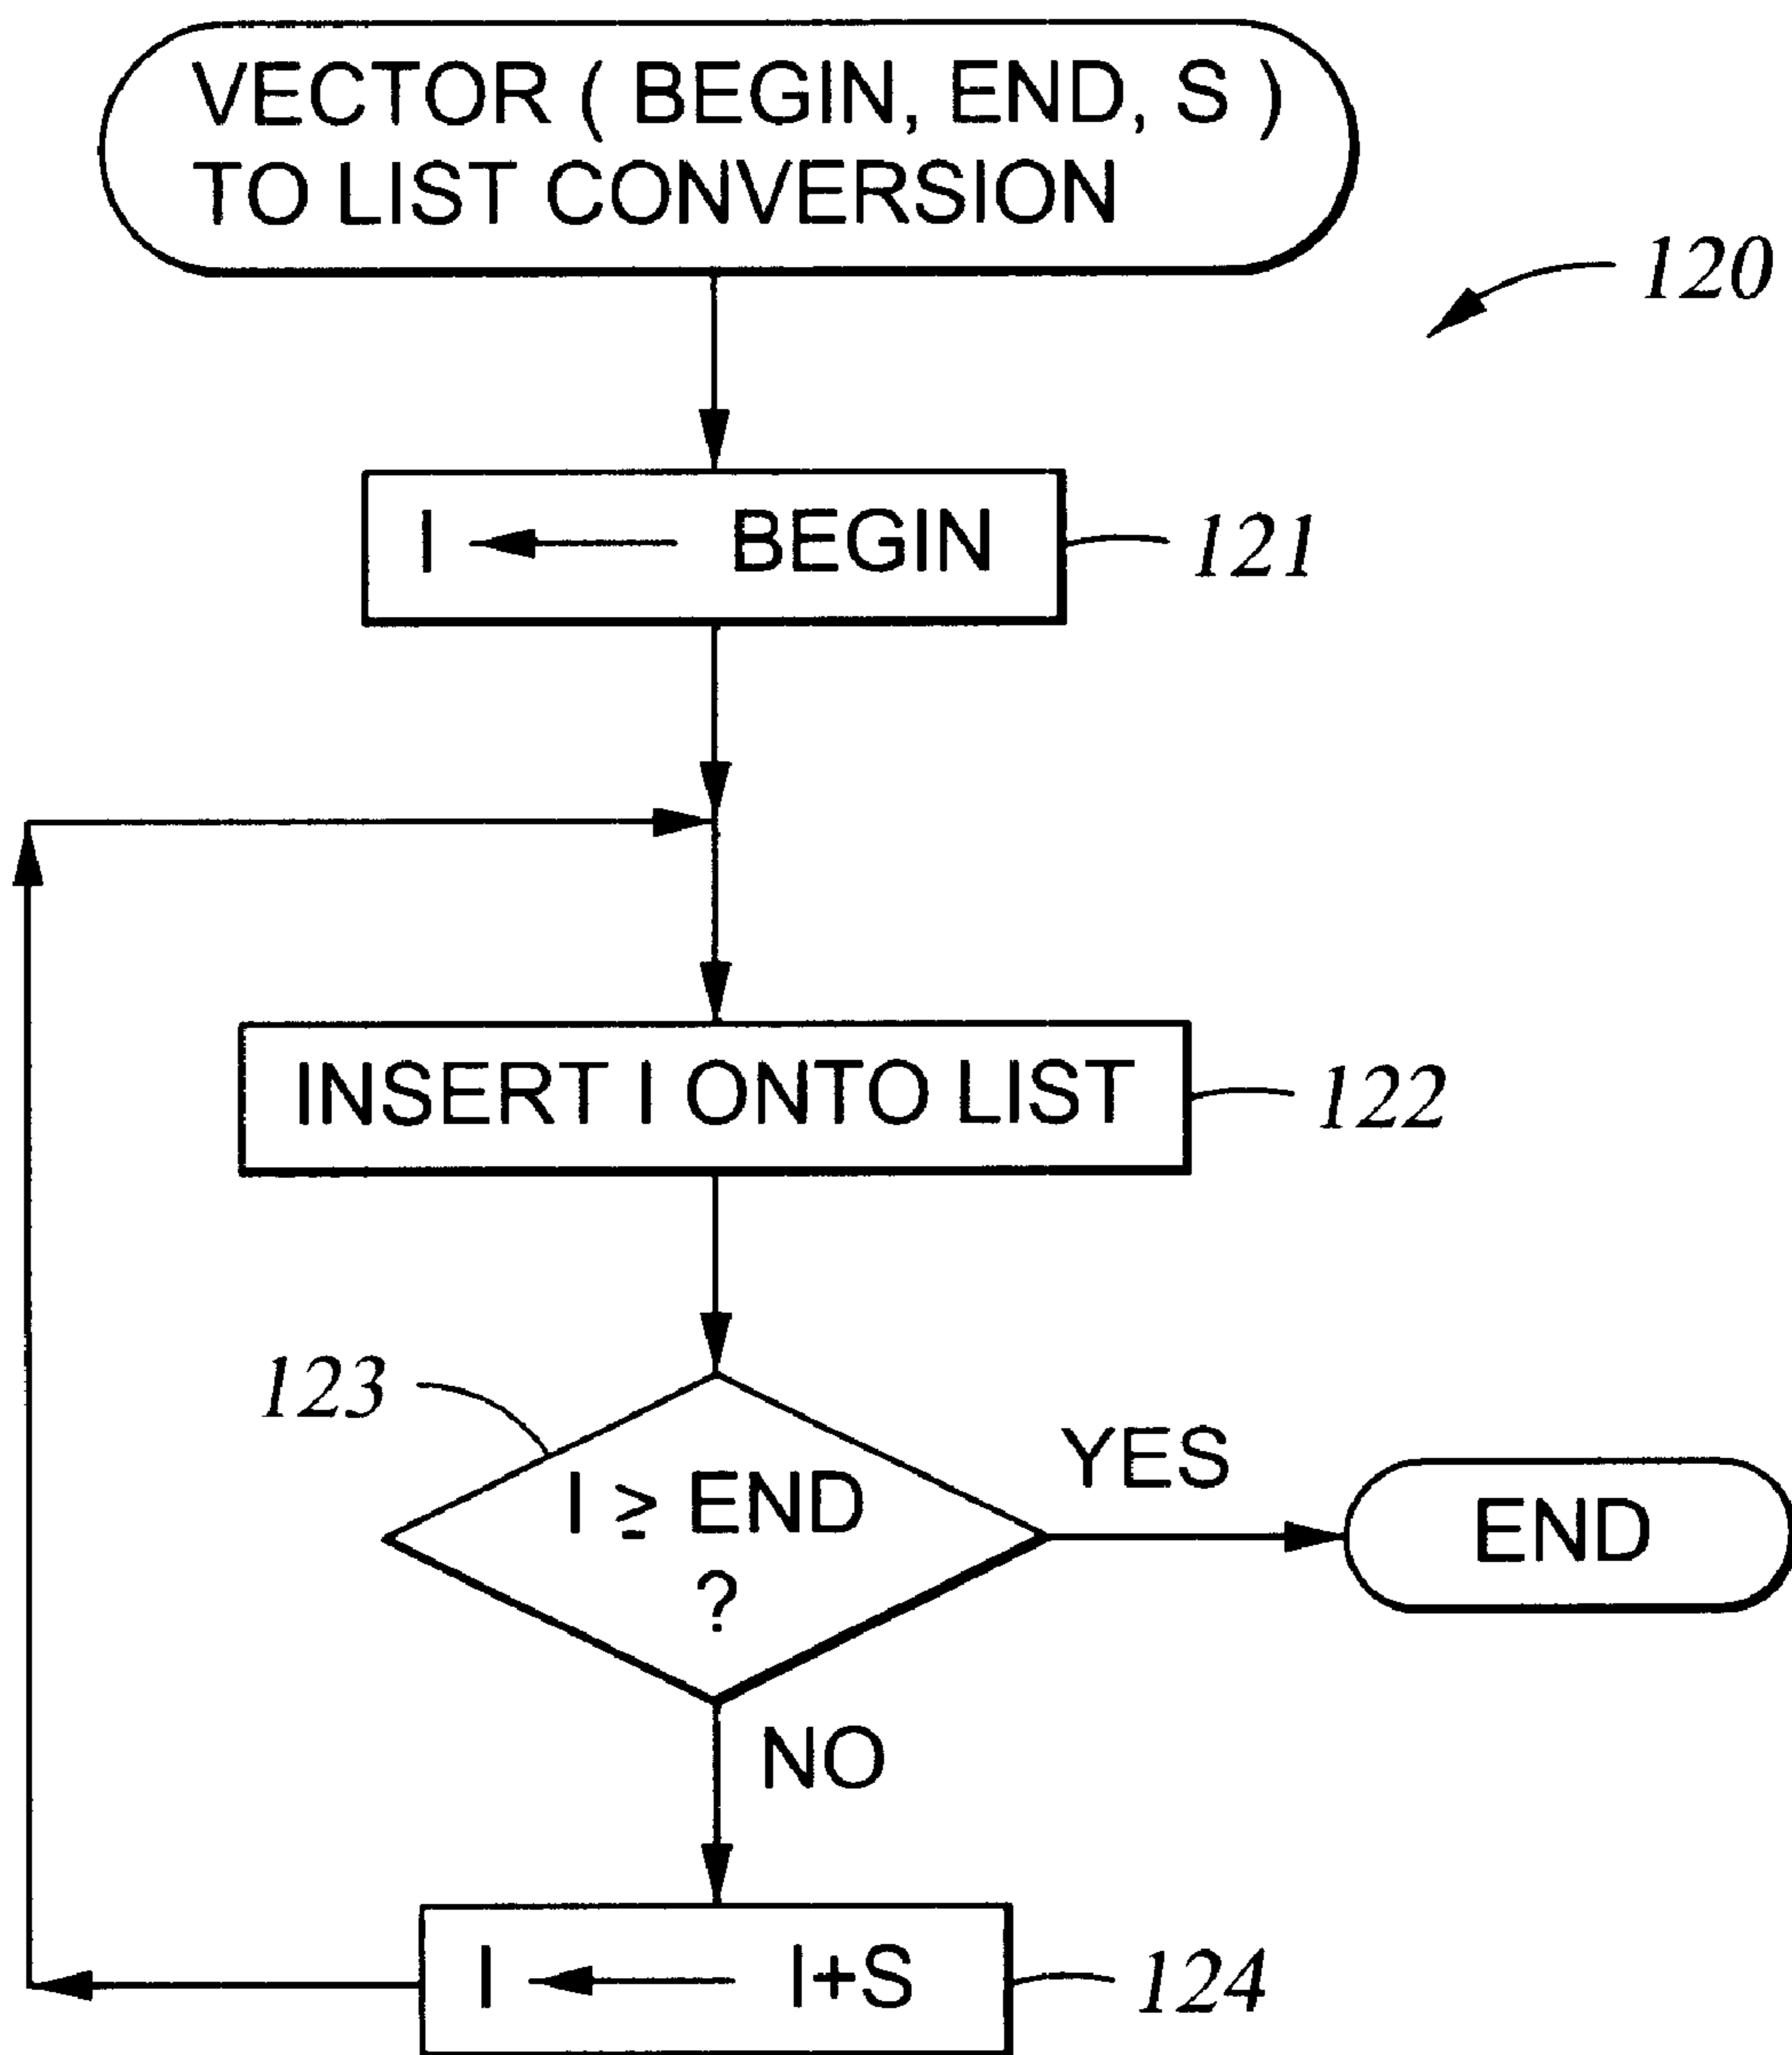 VECTOR ( BEGIN, END, S )
TO LIST CONVERSION
120
I ← BEGIN
121
INSERT I ONTO LIST
122
123
I ≥ END
?
YES
END
NO
I ← I+S
124